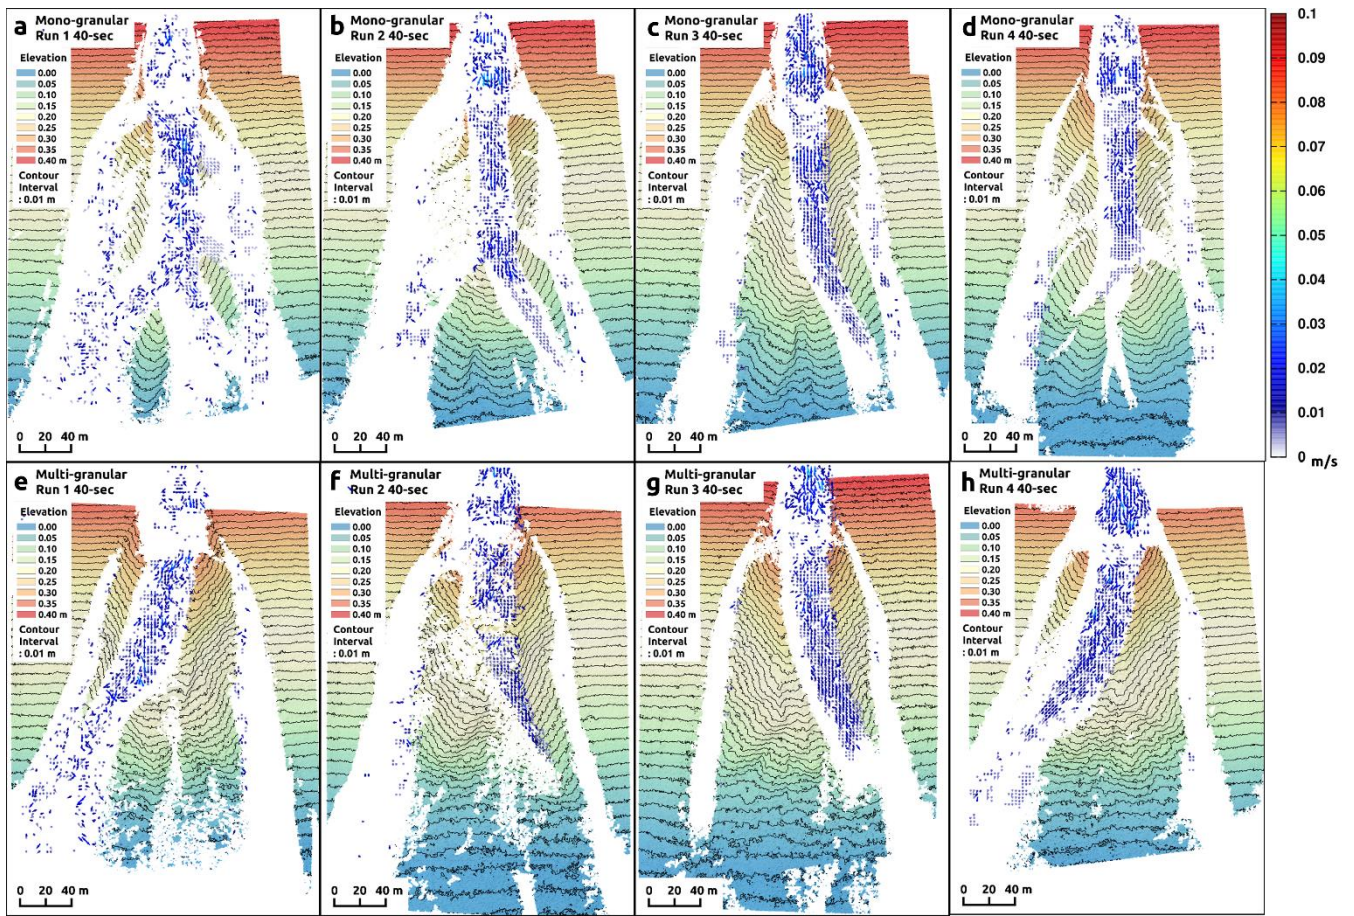 a
Mono-granular
Run 1 40-sec
Elevation
0.00
0.05
0.10
0.15
0.20
0.25
0.30
0.35
0.40 m
Contour
Interval
: 0.01 m
0 20 40 m
b
Mono-granular
Run 2 40-sec
Elevation
0.00
0.05
0.10
0.15
0.20
0.25
0.30
0.35
0.40 m
Contour
Interval
: 0.01 m
0 20 40 m
c
Mono-granular
Run 3 40-sec
Elevation
0.00
0.05
0.10
0.15
0.20
0.25
0.30
0.35
0.40 m
Contour
Interval
: 0.01 m
0 20 40 m
d
Mono-granular
Run 4 40-sec
Elevation
0.00
0.05
0.10
0.15
0.20
0.25
0.30
0.35
0.40 m
Contour
Interval
: 0.01 m
0 20 40 m
0.1
0.09
0.08
0.07
0.06
0.05
0.04
0.03
0.02
0.01
0 m/s
e
Multi-granular
Run 1 40-sec
Elevation
0.00
0.05
0.10
0.15
0.20
0.25
0.30
0.35
0.40 m
Contour
Interval
: 0.01 m
0 20 40 m
f
Multi-granular
Run 2 40-sec
Elevation
0.00
0.05
0.10
0.15
0.20
0.25
0.30
0.35
0.40 m
Contour
Interval
: 0.01 m
0 20 40 m
g
Multi-granular
Run 3 40-sec
Elevation
0.00
0.05
0.10
0.15
0.20
0.25
0.30
0.35
0.40 m
Contour
Interval
: 0.01 m
0 20 40 m
h
Multi-granular
Run 4 40-sec
Elevation
0.00
0.05
0.10
0.15
0.20
0.25
0.30
0.35
0.40 m
Contour
Interval
: 0.01 m
0 20 40 m